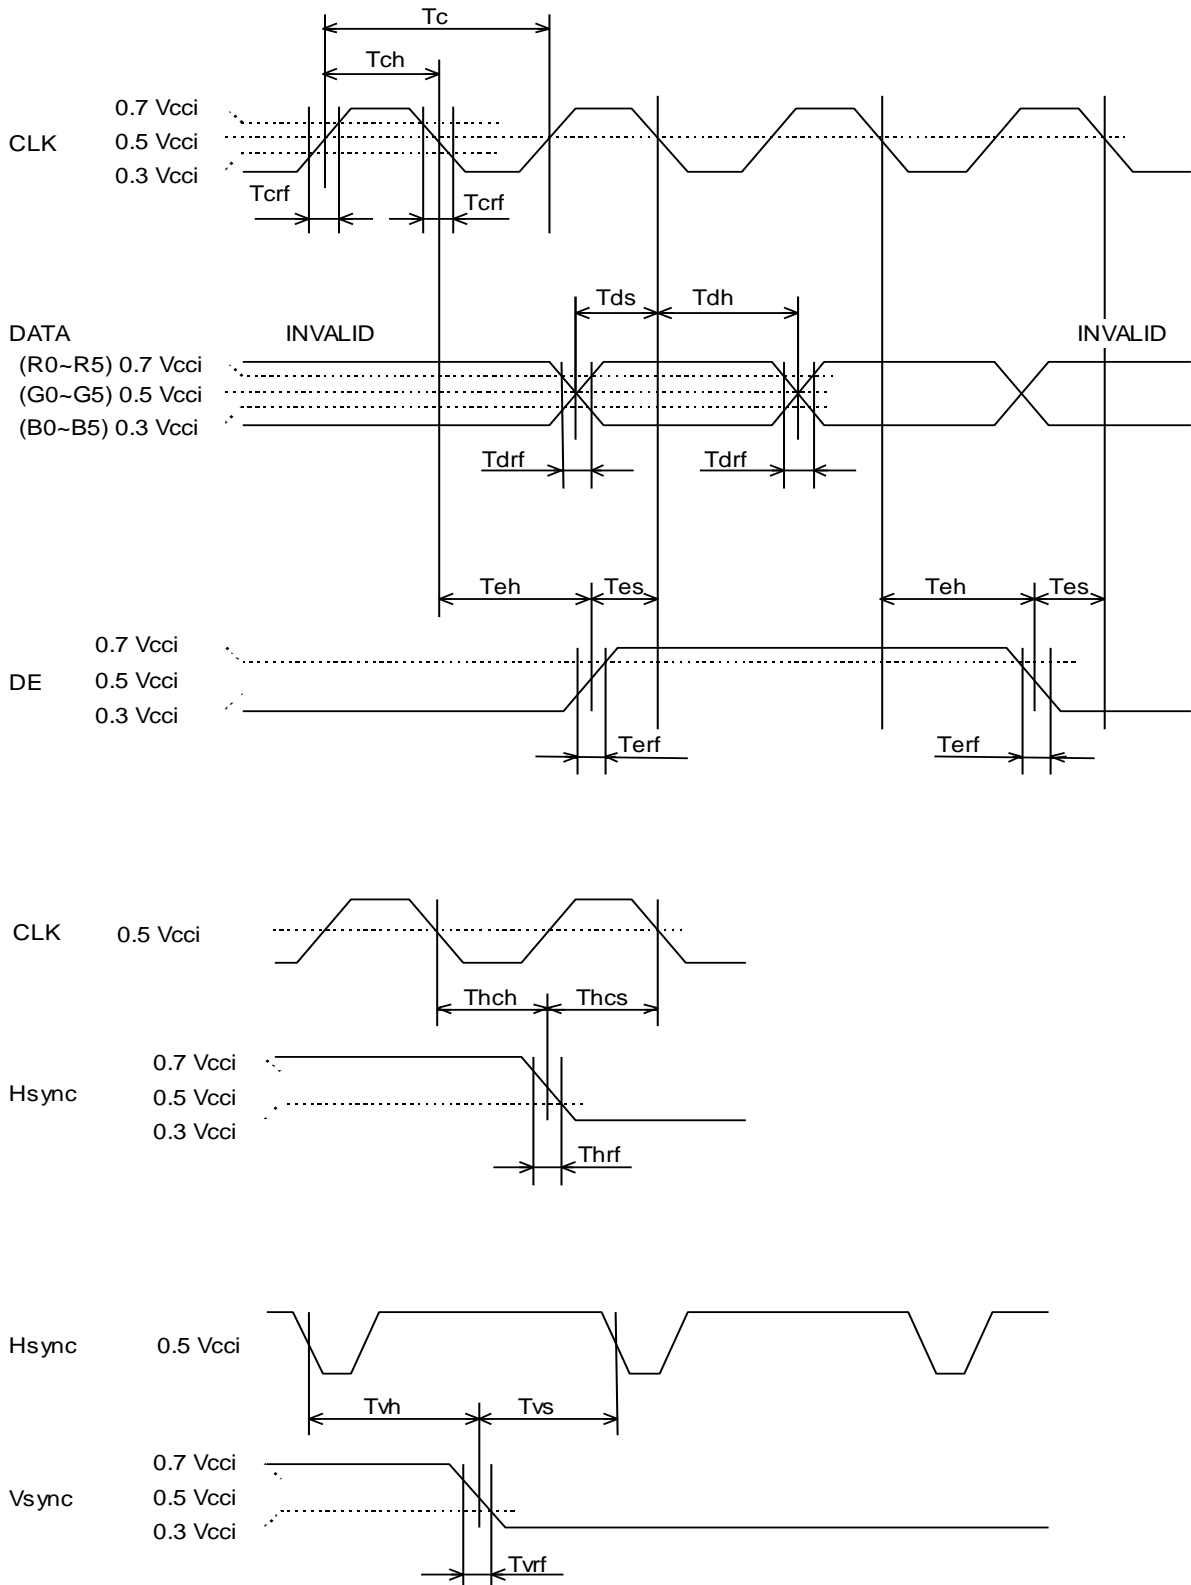 Tc
Tch
0.7 Vcci
CLK 0.5 Vcci
0.3 Vcci
Tcrf Tcrf
Tds Tdh
DATA INVALID INVALID
(R0~R5) 0.7 Vcci
(G0~G5) 0.5 Vcci
(B0~B5) 0.3 Vcci
Tdrf Tdrf
Teh Tes Teh Tes
0.7 Vcci
DE 0.5 Vcci
0.3 Vcci
Terf Terf
CLK 0.5 Vcci
Thch Thcs
0.7 Vcci
Hsync 0.5 Vcci
0.3 Vcci
Thrf
Hsync 0.5 Vcci
Tvh Tvs
0.7 Vcci
Vsync 0.5 Vcci
0.3 Vcci
Tvrf